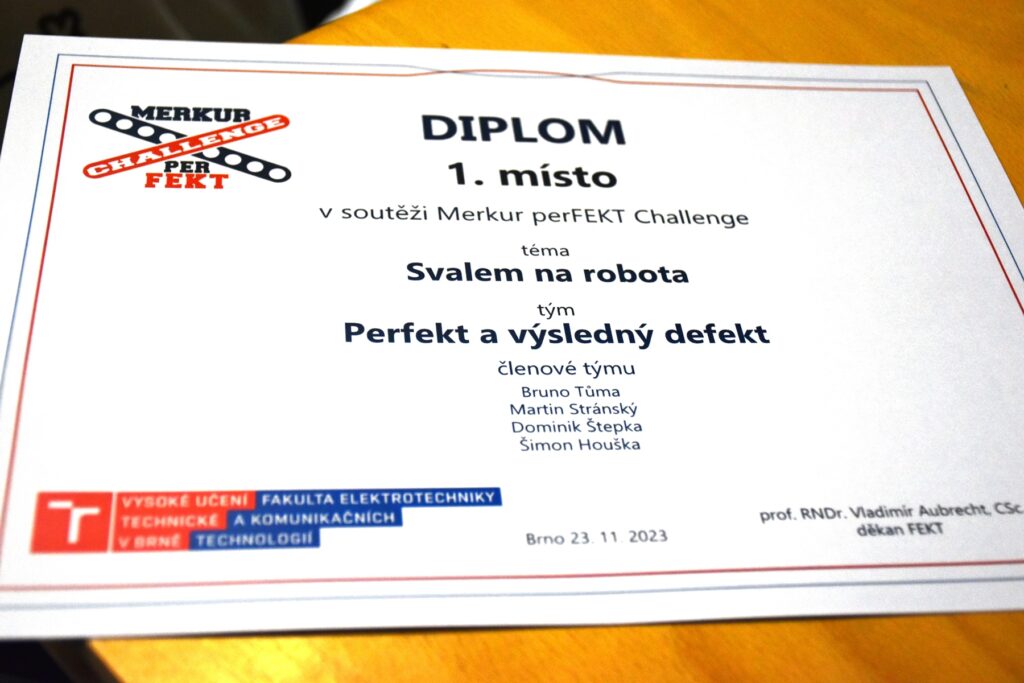 MERKUR
CHALLENGE
PER
FEKT
DIPLOM
1. místo
v soutěži Merkur perFEKT Challenge
téma
Svalem na robota
tým
Perfekt a výsledný defekt
členové týmu
Bruno Tůma
Martin Stránský
Dominik Štepka
Šimon Houška
VYSOKÉ UČENÍ FAKULTA ELEKTROTECHNIKY
TECHNICKÉ A KOMUNIKAČNÍCH
V BRNĚ TECHNOLOGIÍ
Brno 23. 11. 2023
prof. RNDr. Vladimír Aubrecht, CSc.
děkan FEKT